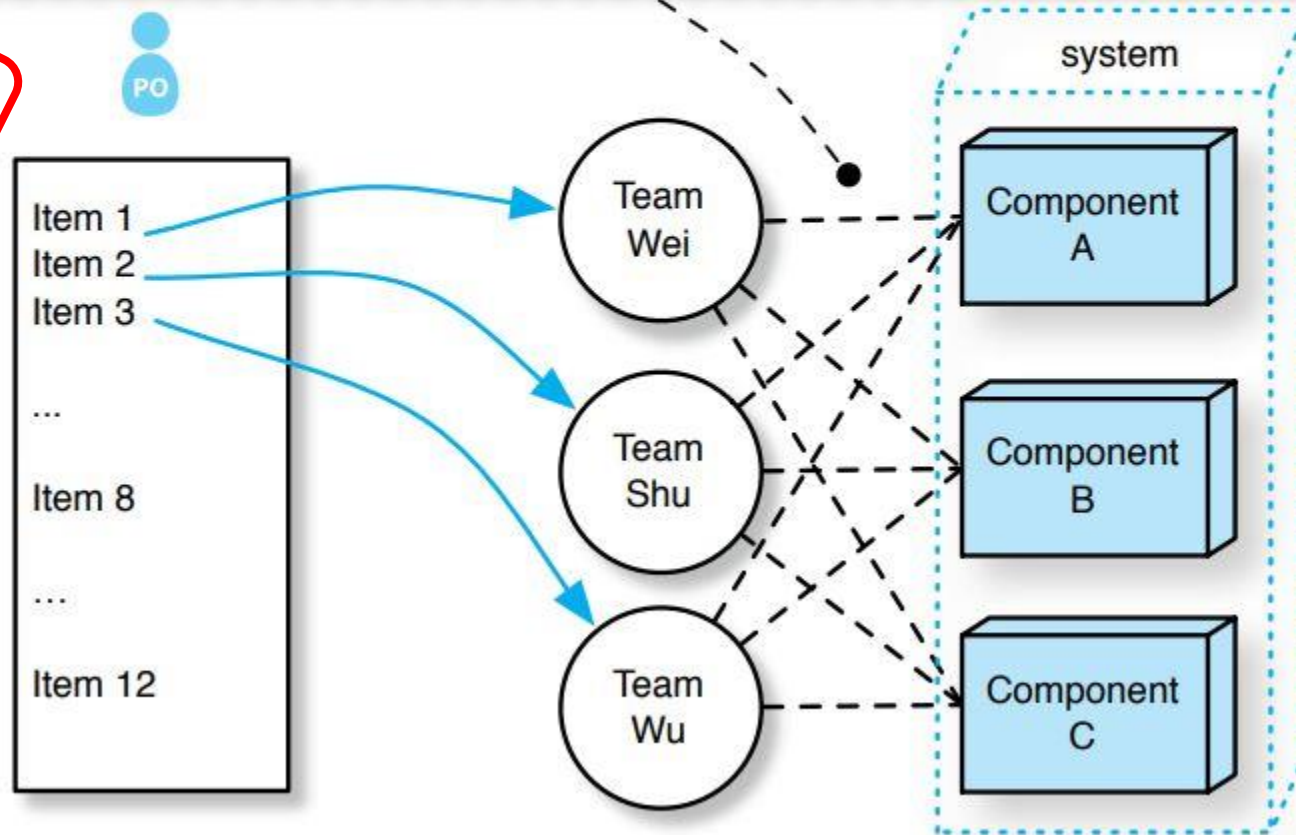 PO
system
Item 1
Item 2
Item 3
...
Item 8
...
Item 12
Team
Wei
Team
Shu
Team
Wu
Component
A
Component
B
Component
C